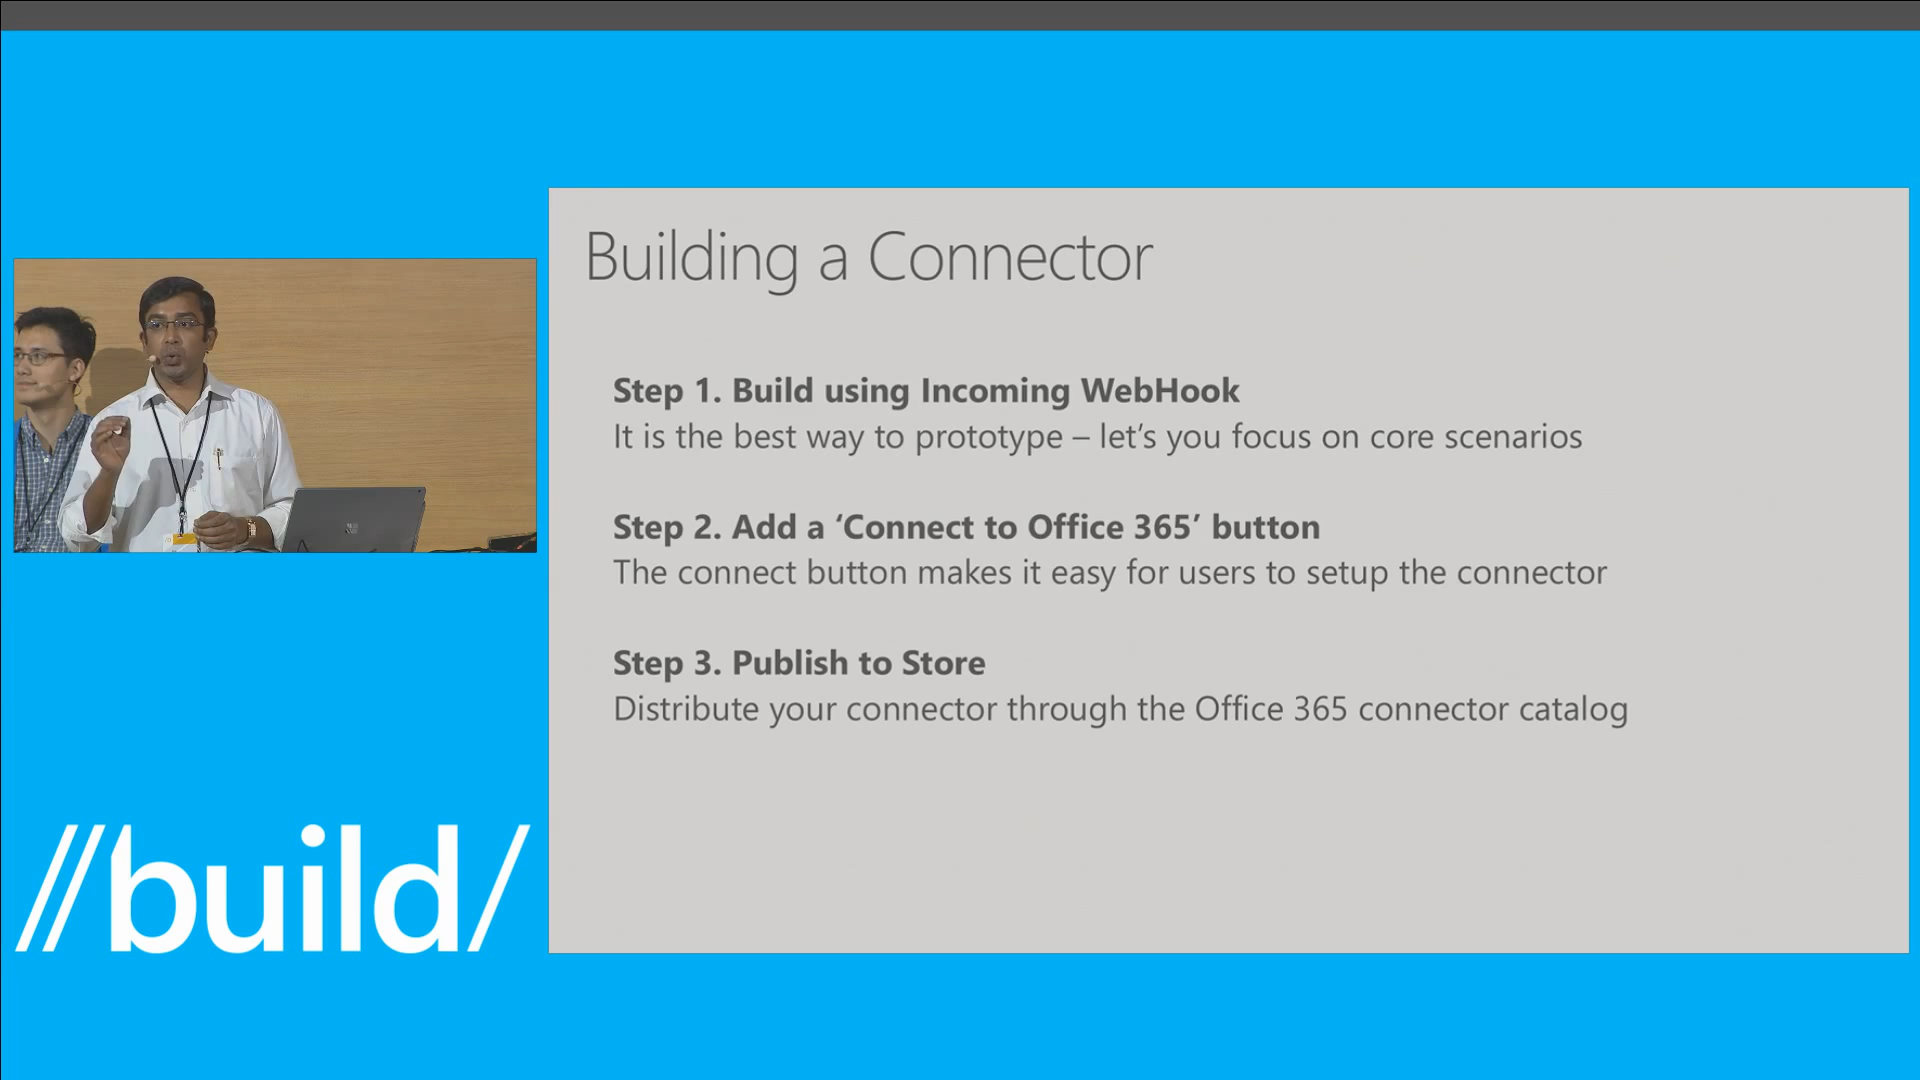 Building a Connector
Step 1. Build using Incoming WebHook
It is the best way to prototype – let’s you focus on core scenarios
Step 2. Add a ‘Connect to Office 365’ button
The connect button makes it easy for users to setup the connector
Step 3. Publish to Store
Distribute your connector through the Office 365 connector catalog
//build/